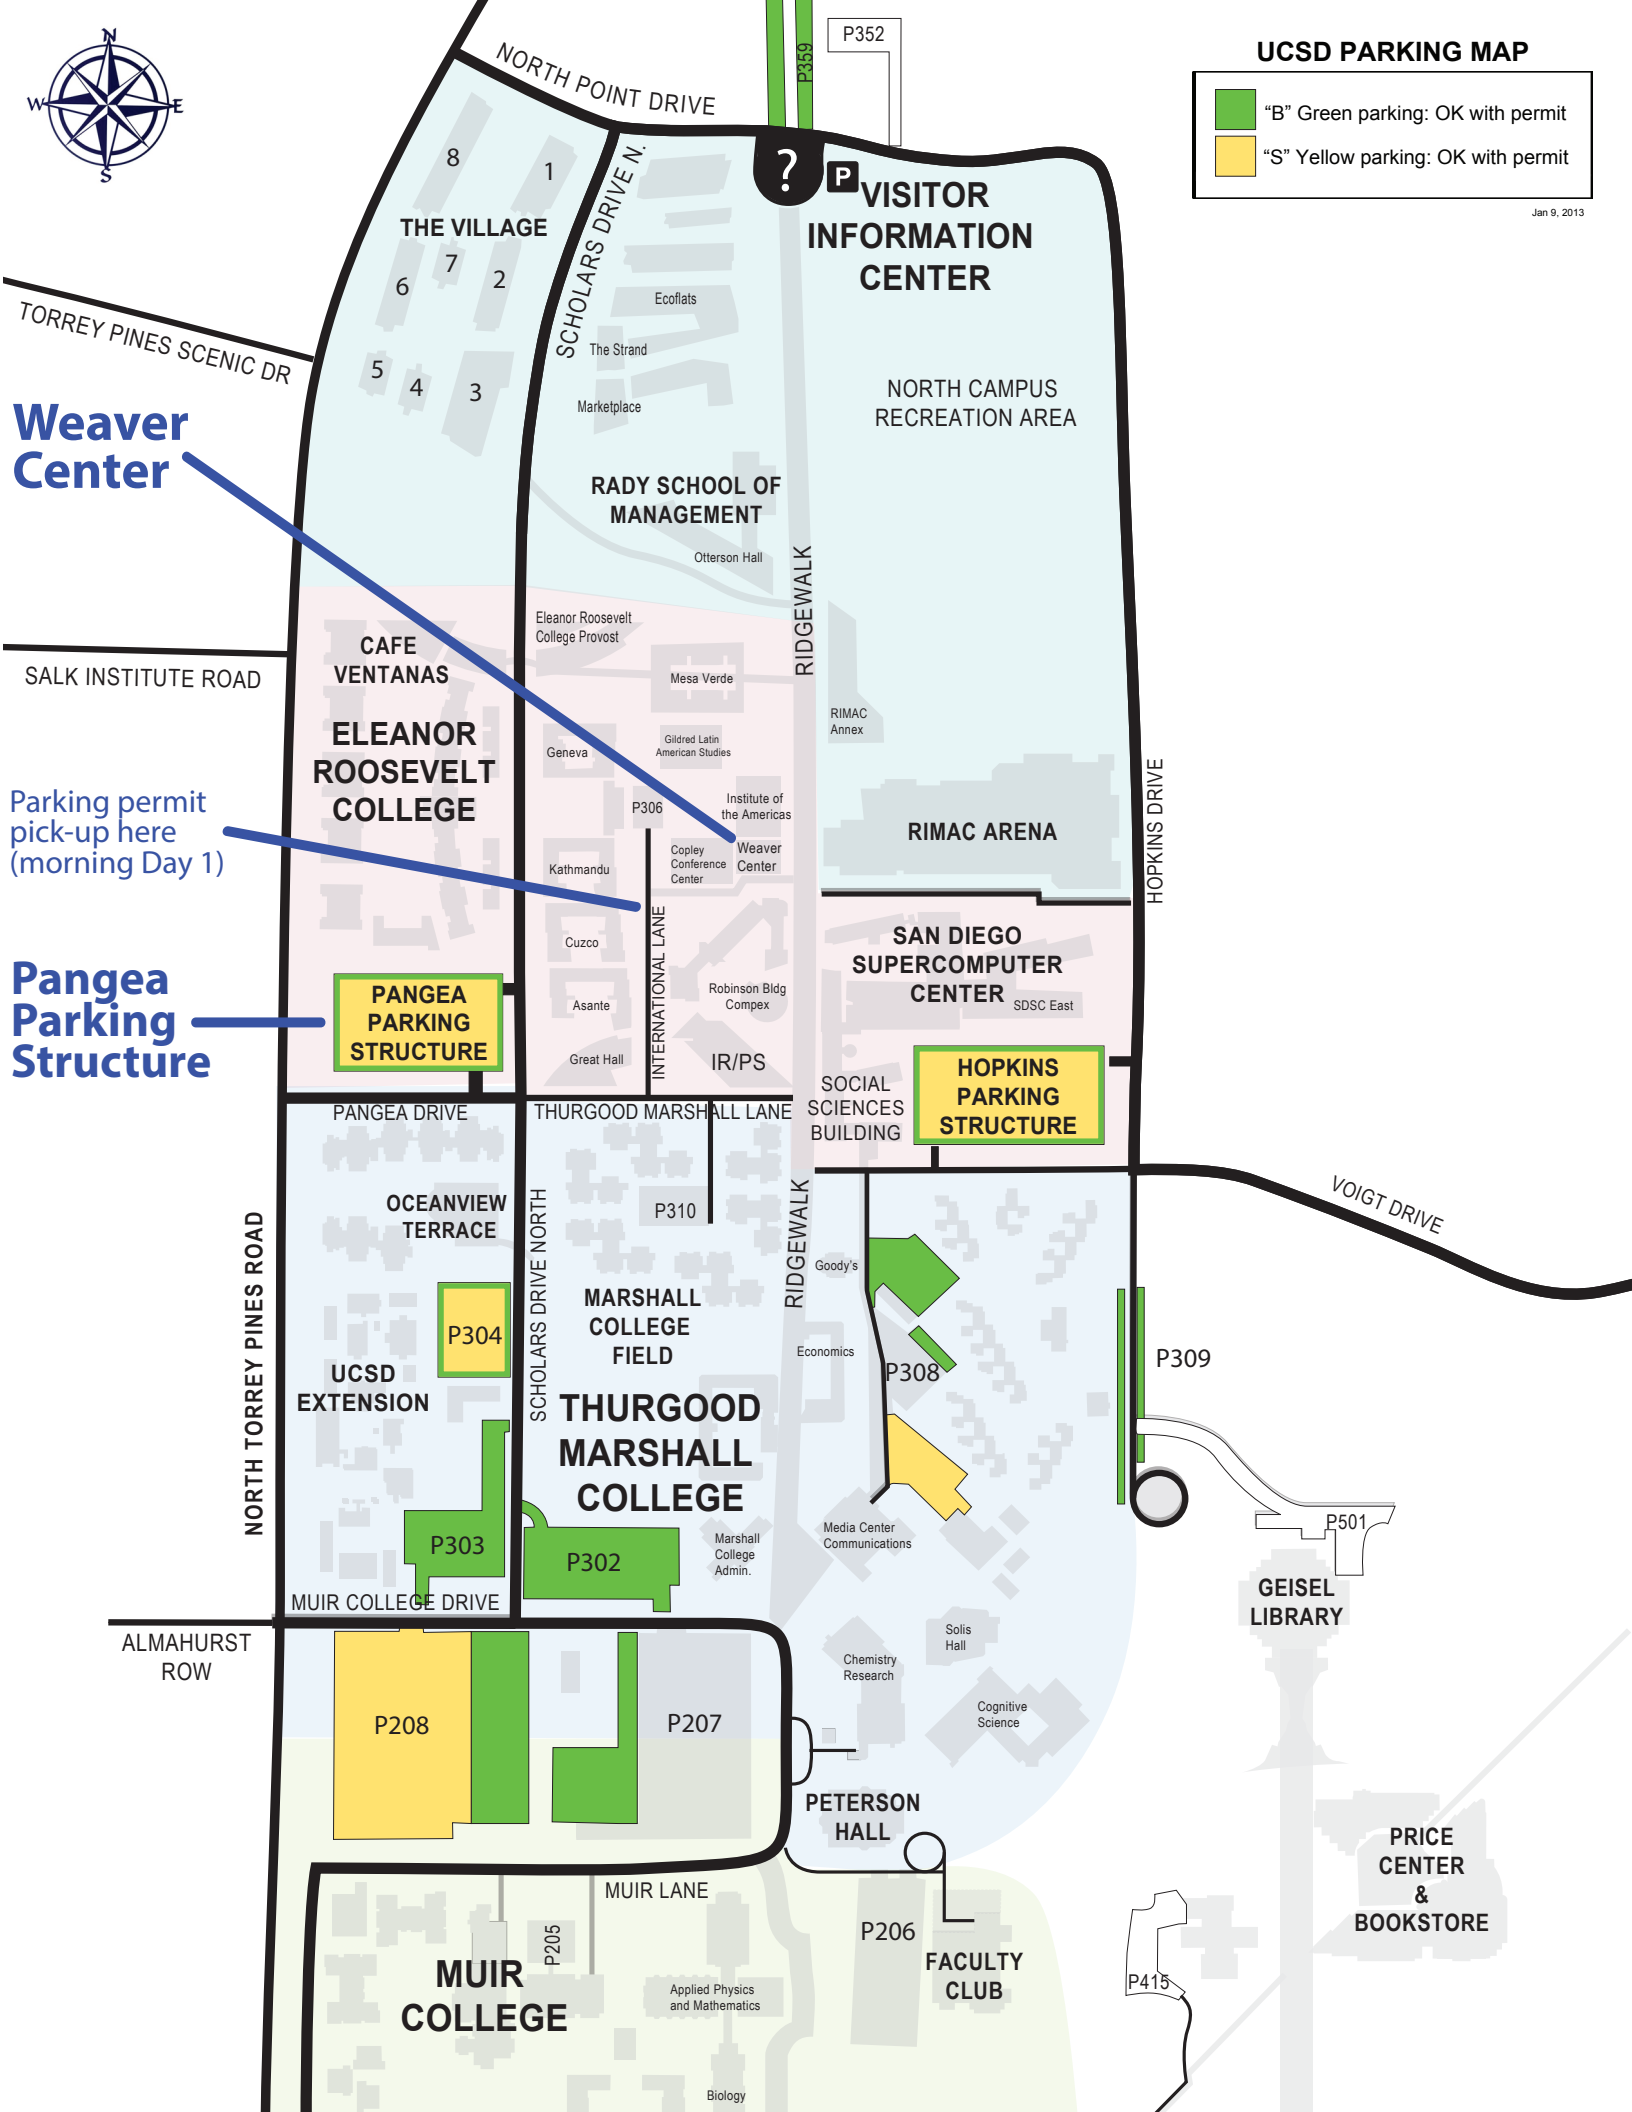 N
W
E
S
NORTH POINT DRIVE
P359
P352
UCSD PARKING MAP
“B” Green parking: OK with permit
“S” Yellow parking: OK with permit
Jan 9, 2013
?
P
VISITOR
INFORMATION
CENTER
8
1
THE VILLAGE
7
2
6
5
4
3
SCHOLARS DRIVE N.
Ecoflats
The Strand
Marketplace
TORREY PINES SCENIC DR
NORTH CAMPUS
RECREATION AREA
Weaver
Center
RADY SCHOOL OF
MANAGEMENT
Otterson Hall
RIDGEWALK
Eleanor Roosevelt
College Provost
CAFE
VENTANAS
SALK INSTITUTE ROAD
Mesa Verde
RIMAC
Annex
ELEANOR
ROOSEVELT
COLLEGE
Geneva
Gildred Latin
American Studies
HOPKINS DRIVE
Parking permit
pick-up here
(morning Day 1)
P306
Institute of
the Americas
RIMAC ARENA
Kathmandu
Copley
Conference
Center
Weaver
Center
INTERNATIONAL LANE
Cuzco
SAN DIEGO
SUPERCOMPUTER
CENTER
SDSC East
Pangea
Parking
Structure
PANGEA
PARKING
STRUCTURE
Asante
Robinson Bldg
Compex
Great Hall
IR/PS
HOPKINS
PARKING
STRUCTURE
SOCIAL
SCIENCES
BUILDING
PANGEA DRIVE
THURGOOD MARSHALL LANE
OCEANVIEW
TERRACE
P310
RIDGEWALK
VOIGT DRIVE
NORTH TORREY PINES ROAD
SCHOLARS DRIVE NORTH
Goody's
P304
MARSHALL
COLLEGE
FIELD
Economics
P308
P309
UCSD
EXTENSION
THURGOOD
MARSHALL
COLLEGE
P303
P302
Marshall
College
Admin.
Media Center
Communications
P501
GEISEL
LIBRARY
MUIR COLLEGE DRIVE
ALMAHURST
ROW
Solis
Hall
Chemistry
Research
Cognitive
Science
P208
P207
PETERSON
HALL
PRICE
CENTER
&
BOOKSTORE
MUIR LANE
P205
P206
FACULTY
CLUB
P415
MUIR
COLLEGE
Applied Physics
and Mathematics
Biology